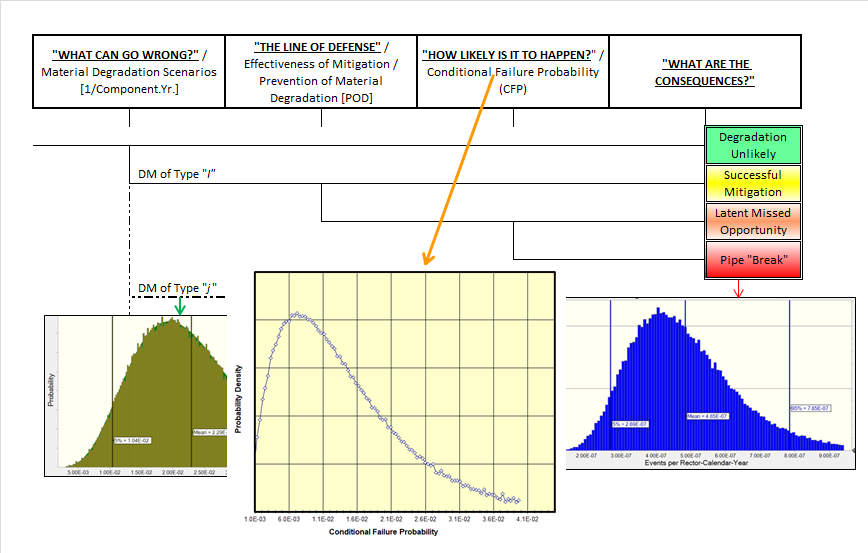 "WHAT CAN GO WRONG?" /
Material Degradation Scenarios
[1/Component.Yr.]
"THE LINE OF DEFENSE" /
Effectiveness of Mitigation /
Prevention of Material
Degradation [POD]
"HOW LIKELY IS IT TO HAPPEN?" /
Conditional Failure Probability
(CFP)
"WHAT ARE THE
CONSEQUENCES?"
Degradation
Unlikely
DM of Type "I"
Successful
Mitigation
Latent Missed
Opportunity
Pipe "Break"
DM of Type "j"
Probability
5% = 1.04E-02
Mean = 2.29E-
5.00E-03 1.00E-02 1.50E-02 2.00E-02 2.50E-02
Probability Density
1.0E-03 6.0E-03 1.1E-02 1.6E-02 2.1E-02 2.6E-02 3.1E-02 3.6E-02 4.1E-02
Conditional Failure Probability
5% = 2.69E-07
Mean = 4.85E-07
95% = 7.85E-07
2.00E-07 3.00E-07 4.00E-07 5.00E-07 6.00E-07 7.00E-07 8.00E-07 9.00E-07
Events per Rector-Calendar-Year